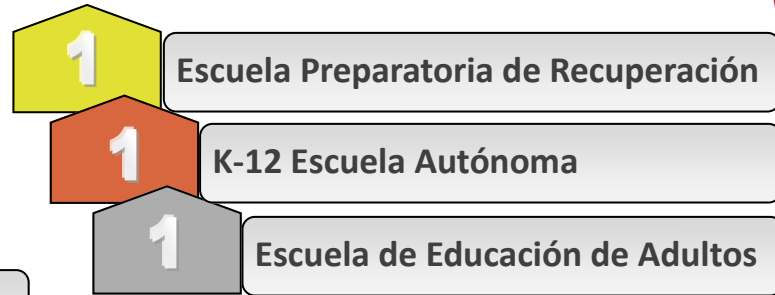 1 Escuela Preparatoria de Recuperación
1 K-12 Escuela Autónoma
1 Escuela de Educación de Adultos